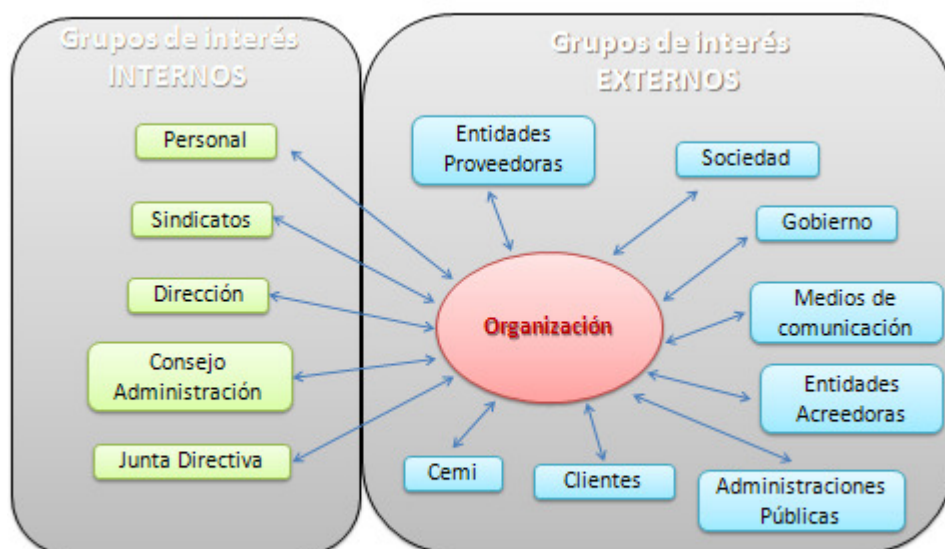 Grupos de interés
INTERNOS
Personal
Sindicatos
Dirección
Consejo
Administración
Junta Directiva
Grupos de interés
EXTERNOS
Entidades
Proveedoras
Sociedad
Gobierno
Medios de
comunicación
Entidades
Acreedoras
Administraciones
Públicas
Clientes
Cemi
Organización